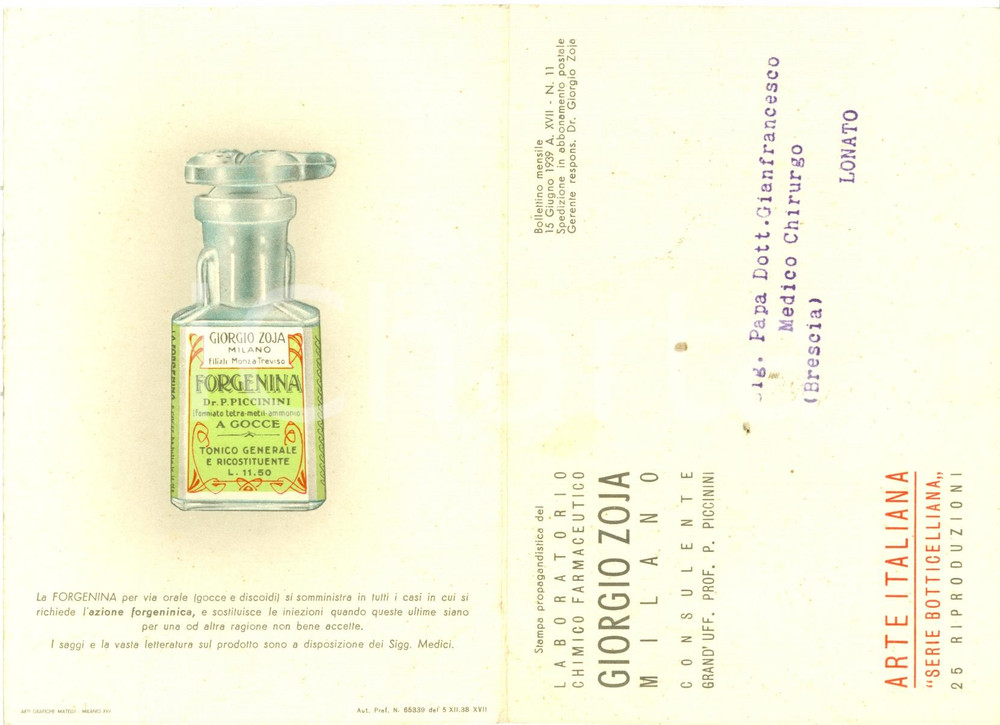 GIORGIO ZOJA
MILANO
Filiali Monza Treviso
FORGENINA
Dr. P. PICCININI
(formiato tetra-metil-ammonio
A GOCCE
TONICO GENERALE
E RICOSTITUENTE
L. 11,50
La FORGENINA per via orale (gocce e discoidi) si somministra in tutti i casi in cui si
richiede l'azione forgeninica, e sostituisce le iniezioni quando queste ultime siano
per una od altra ragione non bene accette.
I saggi e la vasta letteratura sul prodotto sono a disposizione dei Sigg. Medici.
ARTI GRAFICHE MILANO XVII
Aut. Pref. N. 65339 del 5 XII.38 XVII
Bollettino mensile
15 Giugno 1939 A. XVII - N. 11
Spedizione in abbonamento postale
Gerente respons. Dr. Giorgio Zoja
Stampa propagandistica del
LABORATORIO
CHIMICO FARMACEUTICO
GIORGIO ZOJA
MILANO
CONSULENTE
GRAND' UFF. PROF. P. PICCININI
Sig. Papa Dott. Gianfrancesco
Medico Chirurgo
(Brescia)
LONATO
ARTE ITALIANA
"SERIE BOTTICELLIANA„
25 RIPRODUZIONI